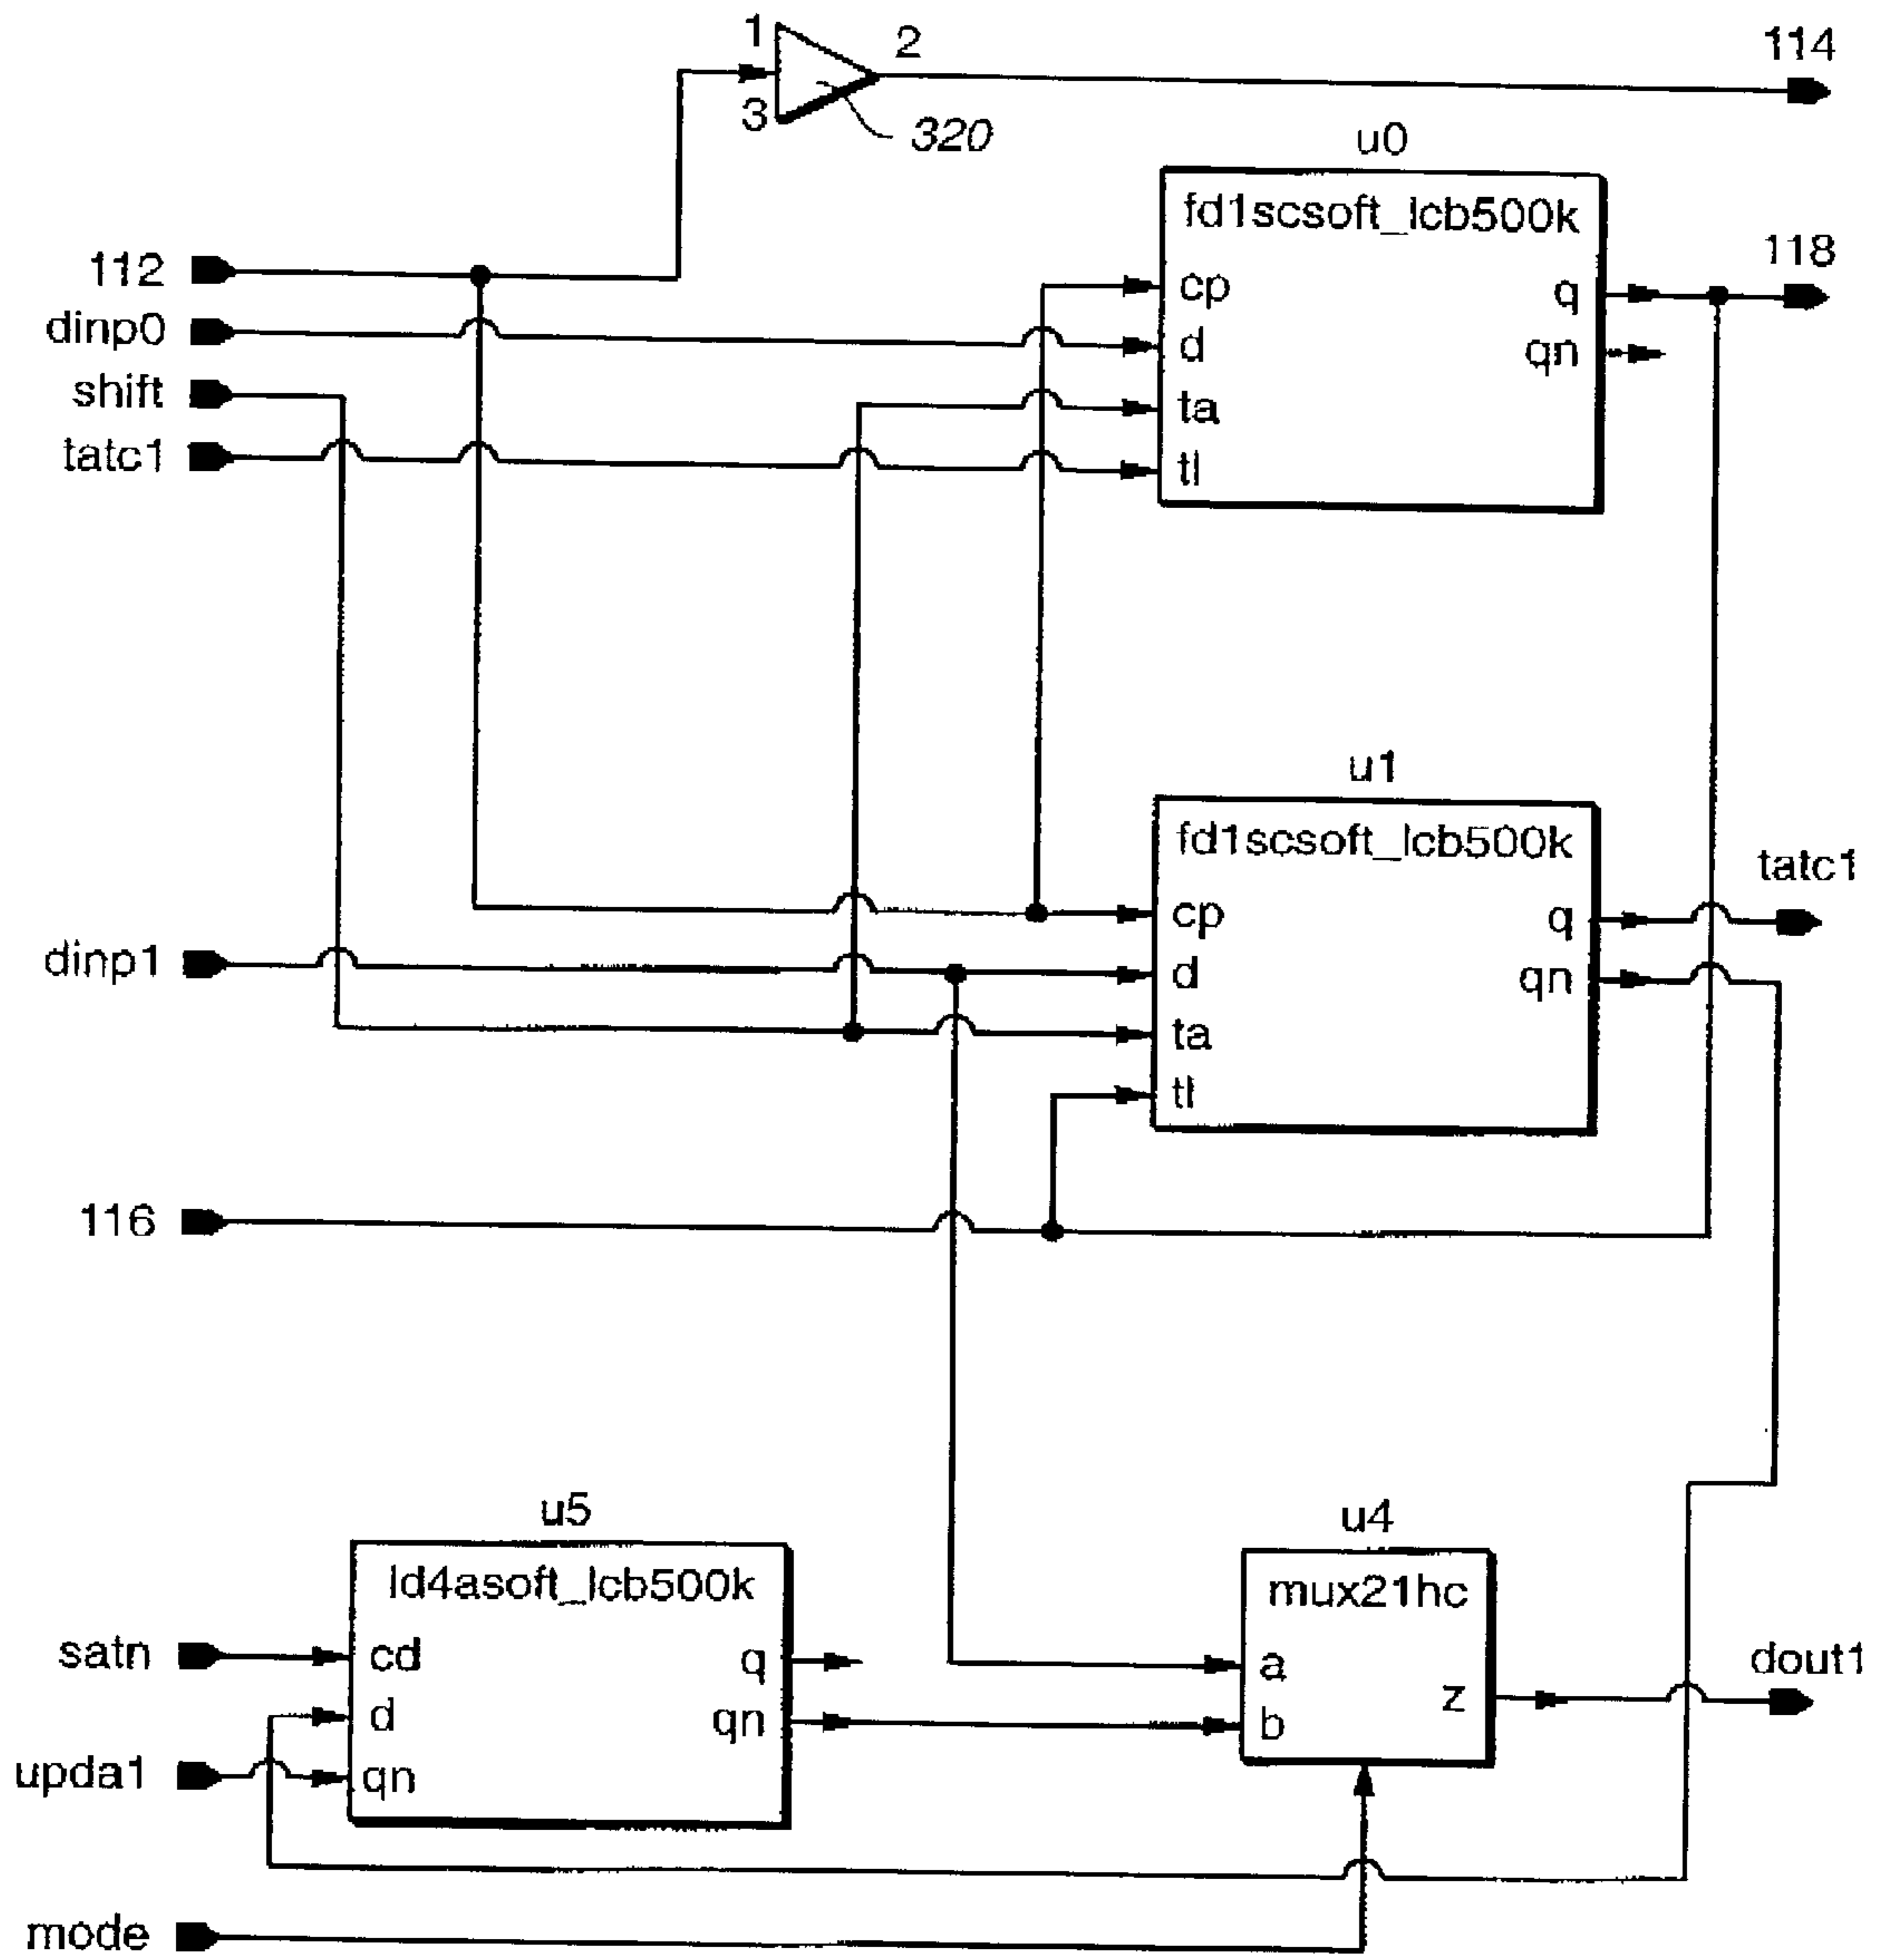 1
2
3
320
114
u0
fd1scsoft_lcb500k
cp
d
ta
tl
q
qn
118
112
dinp0
shift
tatc1
u1
fd1scsoft_lcb500k
cp
d
ta
tl
q
qn
tatc1
dinp1
116
u5
ld4asoft_lcb500k
cd
d
qn
q
qn
satn
upda1
u4
mux21hc
a
b
z
dout1
mode